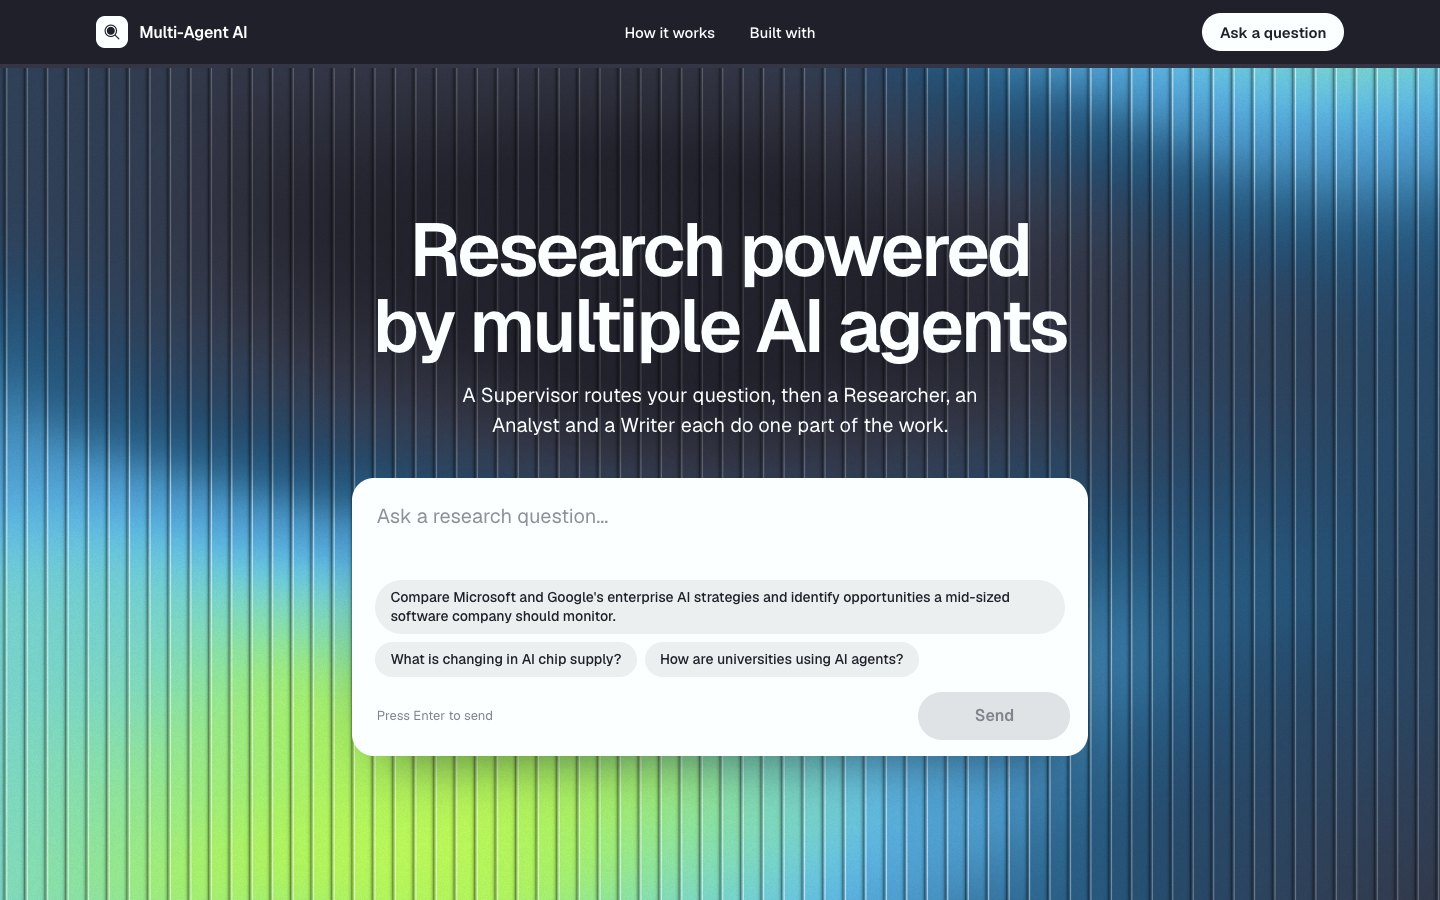 Multi-Agent AI
How it works
Built with
Ask a question
Research powered
by multiple AI agents
A Supervisor routes your question, then a Researcher, an
Analyst and a Writer each do one part of the work.
Ask a research question...
Compare Microsoft and Google's enterprise AI strategies and identify opportunities a mid-sized
software company should monitor.
What is changing in AI chip supply?
How are universities using AI agents?
Press Enter to send
Send